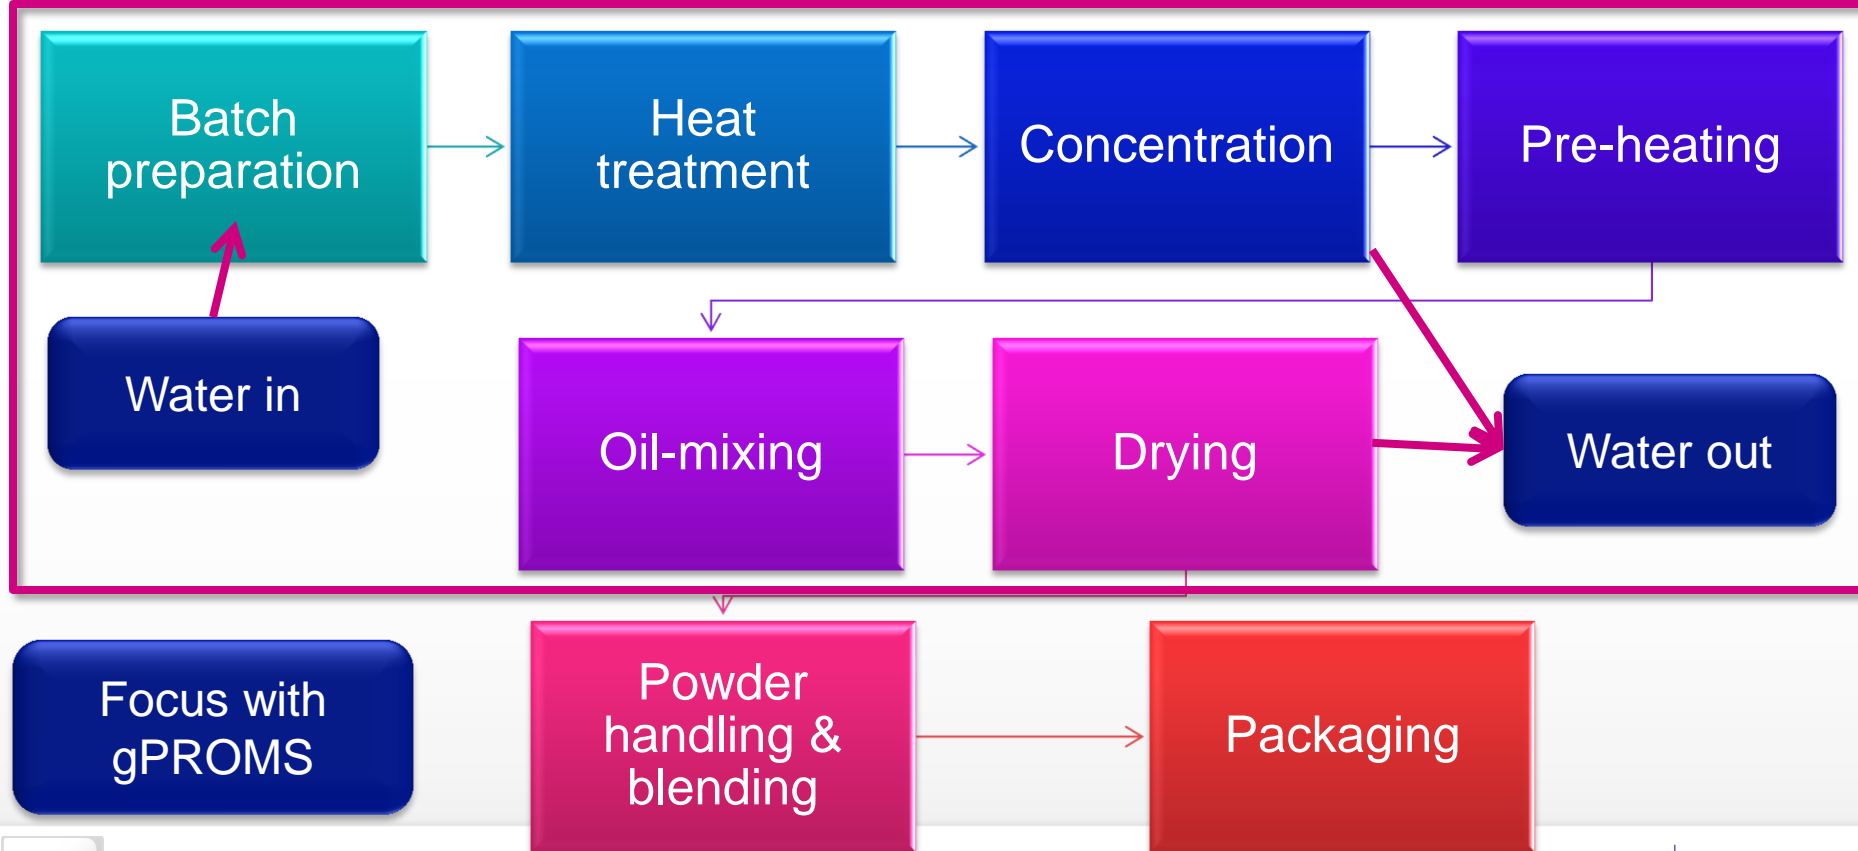 Batch
preparation
Heat
treatment
Concentration
Pre-heating
Water in
Oil-mixing
Drying
Water out
Focus with
gPROMS
Powder
handling &
blending
Packaging